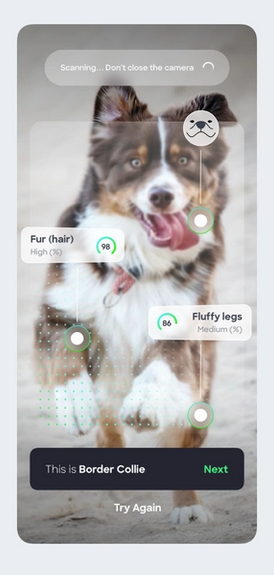 Scanning... Don't close the camera
Fur (hair)
High (%)
98
86
Fluffy legs
Medium (%)
This is Border Collie
Next
Try Again